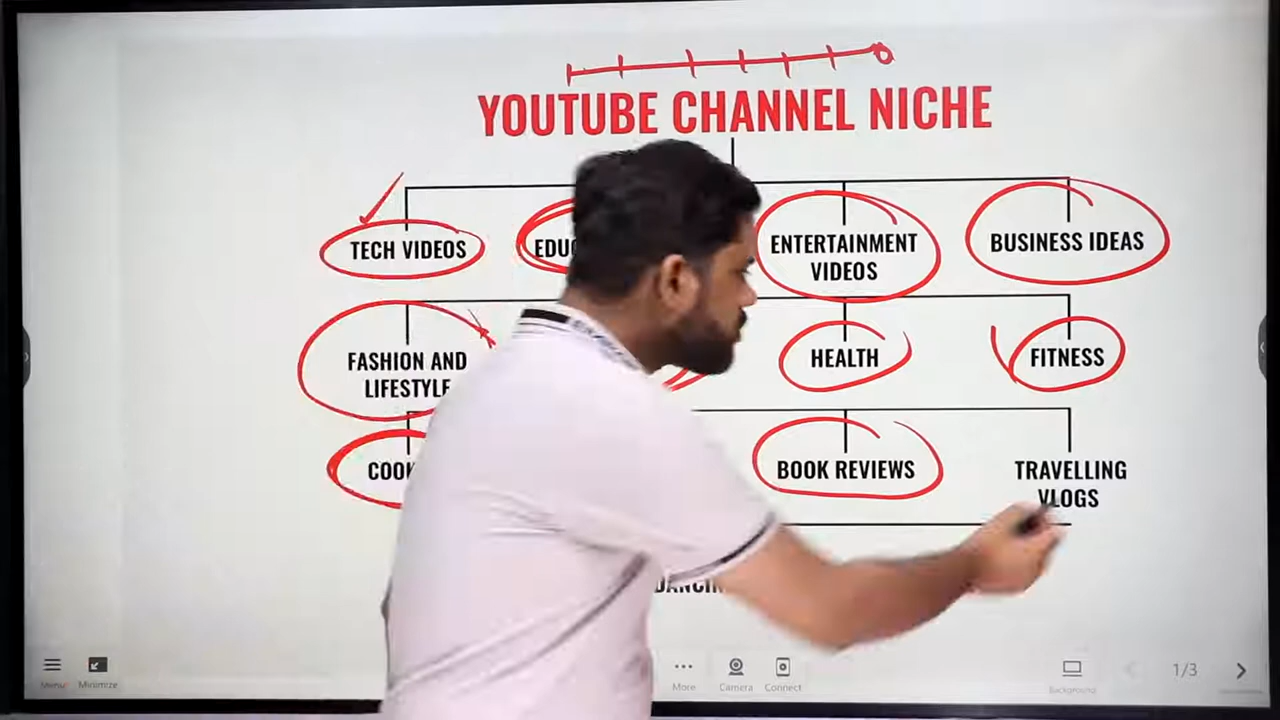 YOUTUBE CHANNEL NICHE
TECH VIDEOS
ENTERTAINMENT
VIDEOS
BUSINESS IDEAS
FASHION AND
LIFESTYLE
HEALTH
FITNESS
BOOK REVIEWS
TRAVELLING
VLOGS
Menu
Minimize
More
Camera
Connect
Background
1/3